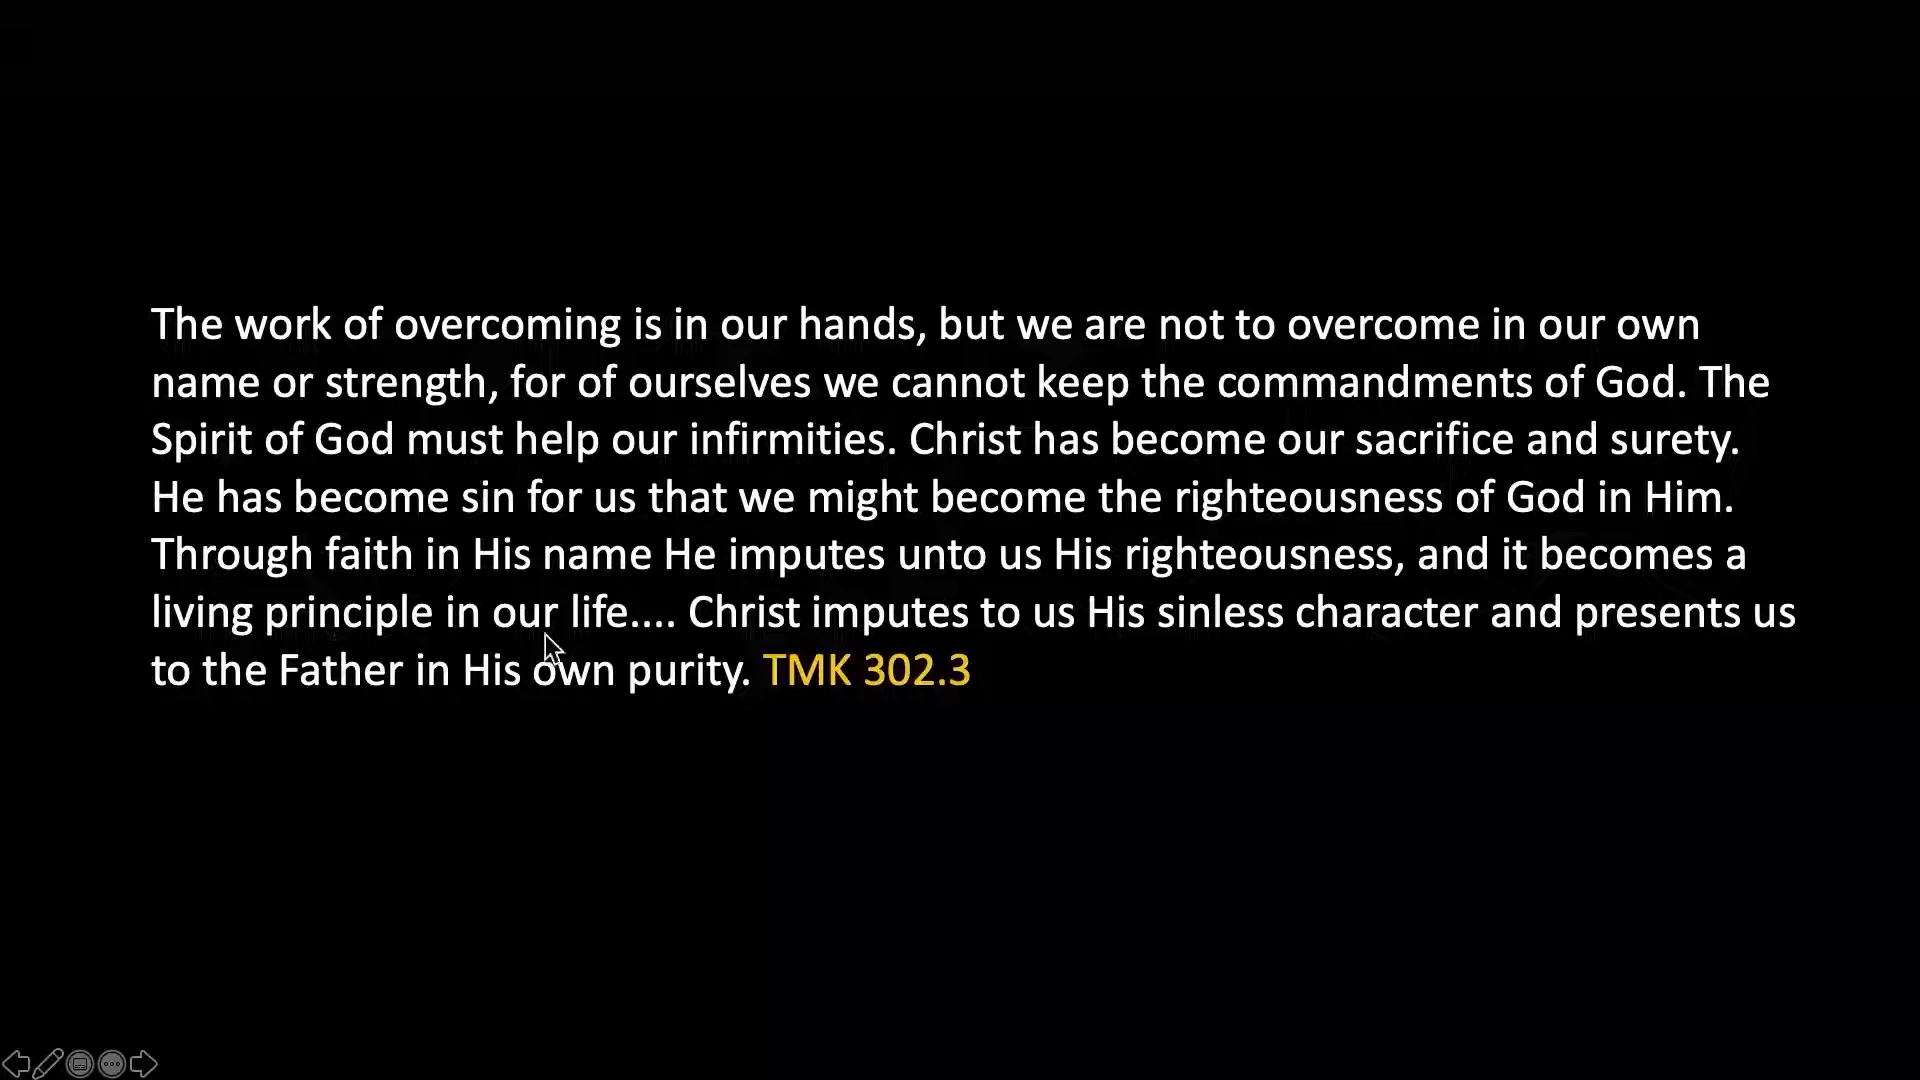 The work of overcoming is in our hands, but we are not to overcome in our own
name or strength, for of ourselves we cannot keep the commandments of God. The
Spirit of God must help our infirmities. Christ has become our sacrifice and surety.
He has become sin for us that we might become the righteousness of God in Him.
Through faith in His name He imputes unto us His righteousness, and it becomes a
living principle in our life.... Christ imputes to us His sinless character and presents us
to the Father in His own purity. TMK 302.3